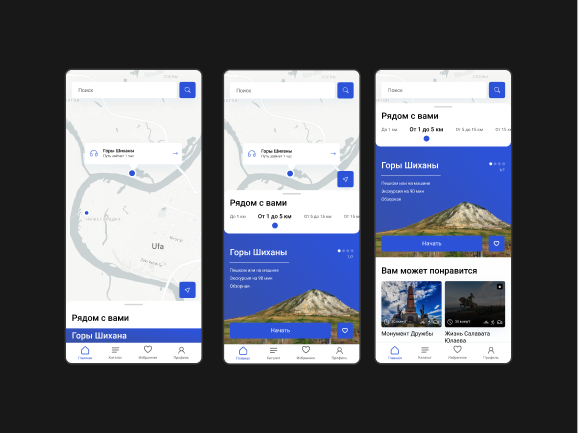 Поиск
Горы Шиханы
Путь займет 1 час
Ufa
Рядом с вами
Горы Шихана
Главная
Каталог
Избранное
Профиль
Поиск
Горы Шиханы
Путь займет 1 час
Рядом с вами
До 1 км
От 1 до 5 км
От 5 до 15 км
От 15 км
Горы Шиханы
1/7
Пешком или на машине
Экскурсия на 90 мин
Обзорная
Начать
Главная
Каталог
Избранное
Профиль
Поиск
Рядом с вами
До 1 км
От 1 до 5 км
От 5 до 15 км
От 15 км
Горы Шиханы
1/7
Пешком или на машине
Экскурсия на 90 мин
Обзорная
Начать
Вам может понравится
Монумент Дружбы
Жизнь Салавата
Юлаева
Главная
Каталог
Избранное
Профиль